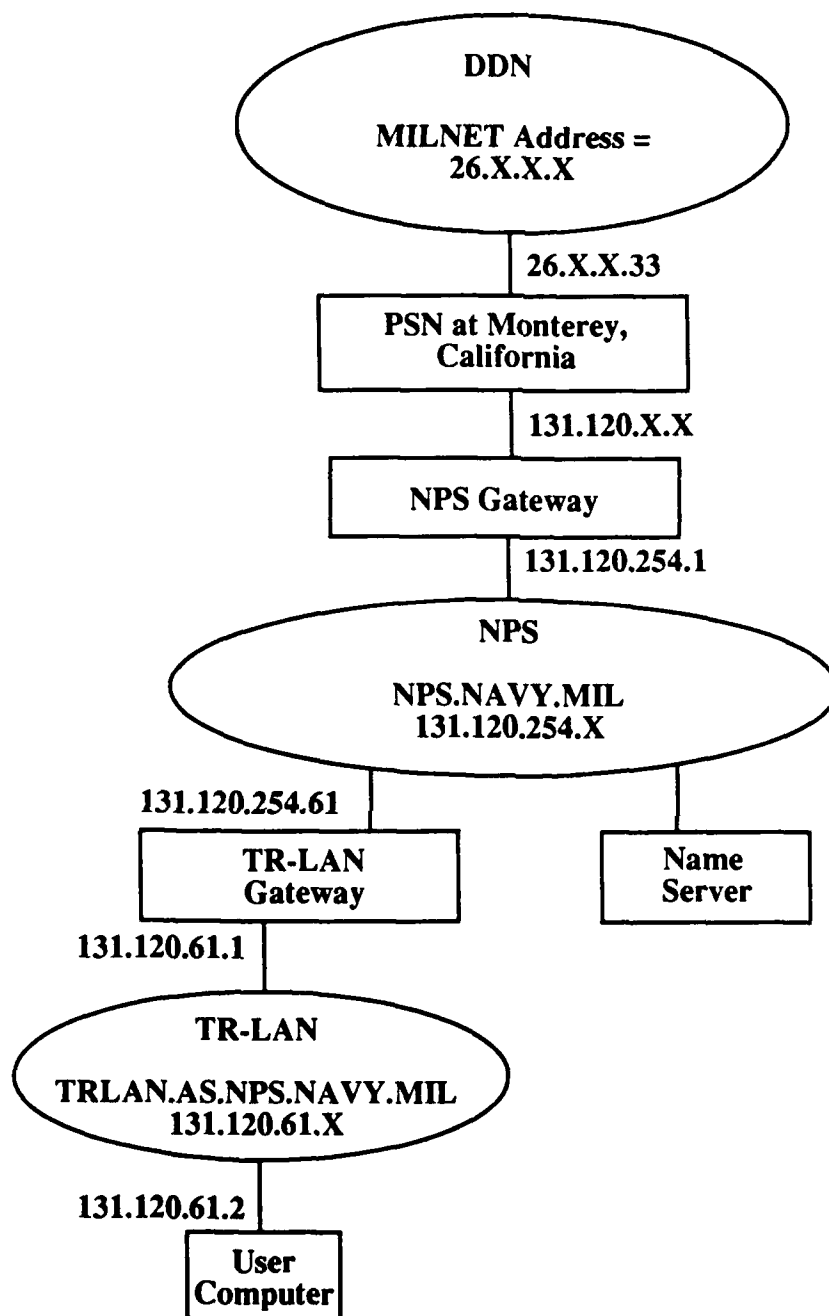 DDN
MILNET Address =
26.X.X.X
26.X.X.33
PSN at Monterey,
California
131.120.X.X
NPS Gateway
131.120.254.1
NPS
NPS.NAVY.MIL
131.120.254.X
131.120.254.61
TR-LAN
Gateway
Name
Server
131.120.61.1
TR-LAN
TRLAN.AS.NPS.NAVY.MIL
131.120.61.X
131.120.61.2
User
Computer